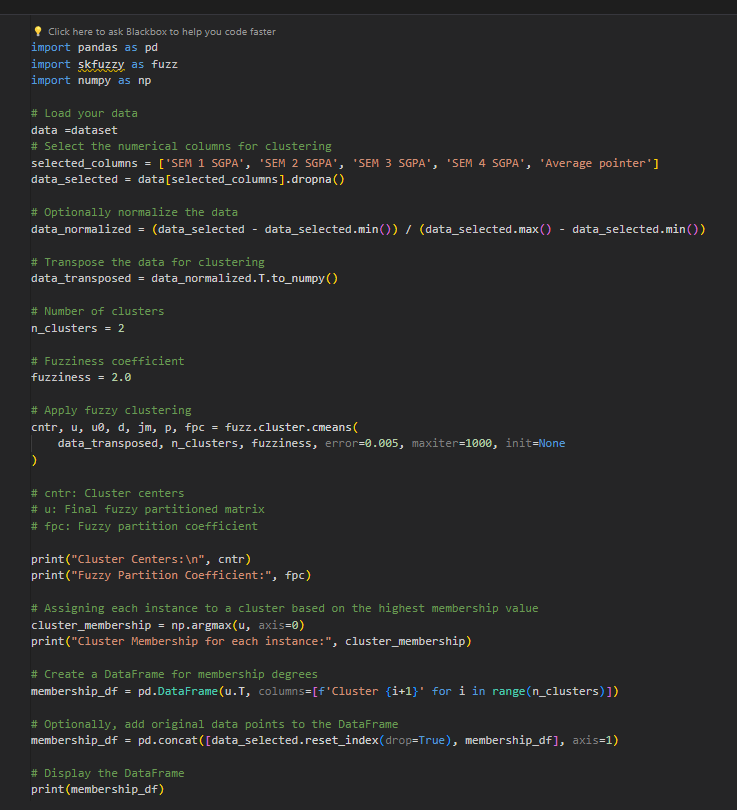 Click here to ask Blackbox to help you code faster
import pandas as pd
import skfuzzy as fuzz
import numpy as np

# Load your data
data =dataset
# Select the numerical columns for clustering
selected_columns = ['SEM 1 SGPA', 'SEM 2 SGPA', 'SEM 3 SGPA', 'SEM 4 SGPA', 'Average pointer']
data_selected = data[selected_columns].dropna()

# Optionally normalize the data
data_normalized = (data_selected - data_selected.min()) / (data_selected.max() - data_selected.min())

# Transpose the data for clustering
data_transposed = data_normalized.T.to_numpy()

# Number of clusters
n_clusters = 2

# Fuzziness coefficient
fuzziness = 2.0

# Apply fuzzy clustering
cntr, u, u0, d, jm, p, fpc = fuzz.cluster.cmeans(
    data_transposed, n_clusters, fuzziness, error=0.005, maxiter=1000, init=None
)

# cntr: Cluster centers
# u: Final fuzzy partitioned matrix
# fpc: Fuzzy partition coefficient

print("Cluster Centers:\n", cntr)
print("Fuzzy Partition Coefficient:", fpc)

# Assigning each instance to a cluster based on the highest membership value
cluster_membership = np.argmax(u, axis=0)
print("Cluster Membership for each instance:", cluster_membership)

# Create a DataFrame for membership degrees
membership_df = pd.DataFrame(u.T, columns=[f'Cluster {i+1}' for i in range(n_clusters)])

# Optionally, add original data points to the DataFrame
membership_df = pd.concat([data_selected.reset_index(drop=True), membership_df], axis=1)

# Display the DataFrame
print(membership_df)